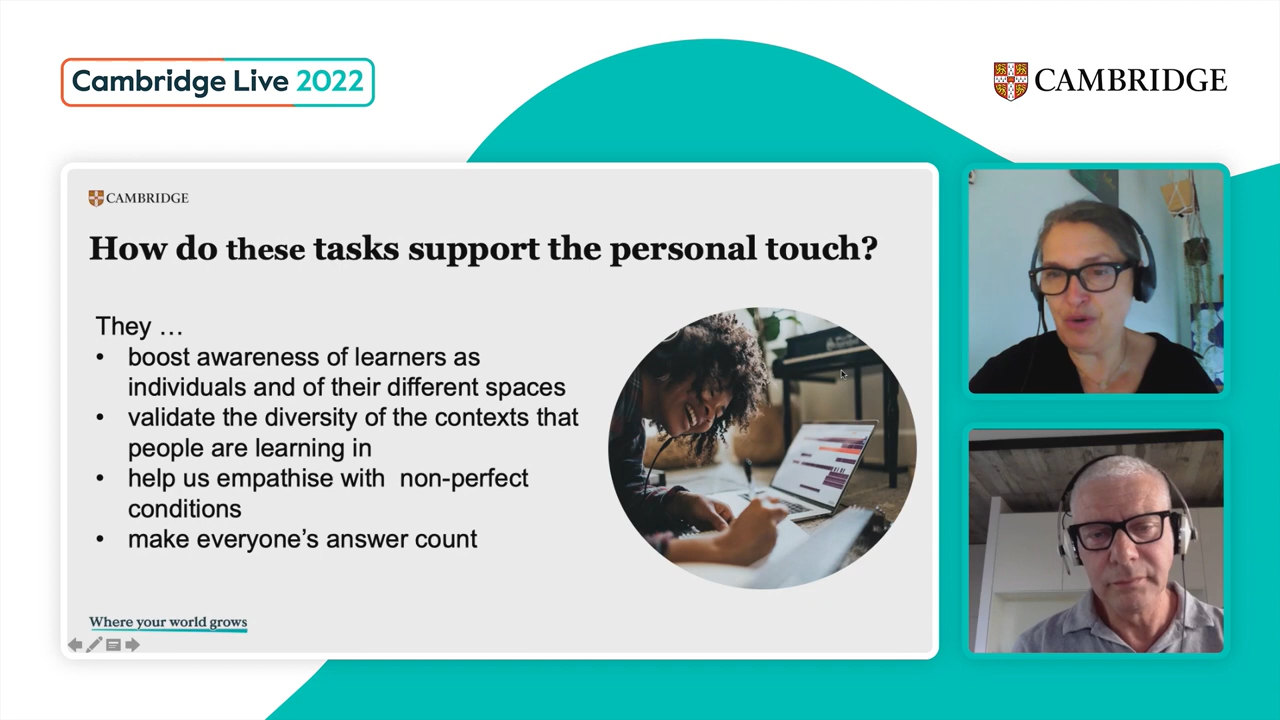 Cambridge Live 2022
CAMBRIDGE
CAMBRIDGE
How do these tasks support the personal touch?
They …
• boost awareness of learners as
individuals and of their different spaces
• validate the diversity of the contexts that
people are learning in
• help us empathise with  non-perfect
conditions
• make everyone’s answer count
Where your world grows